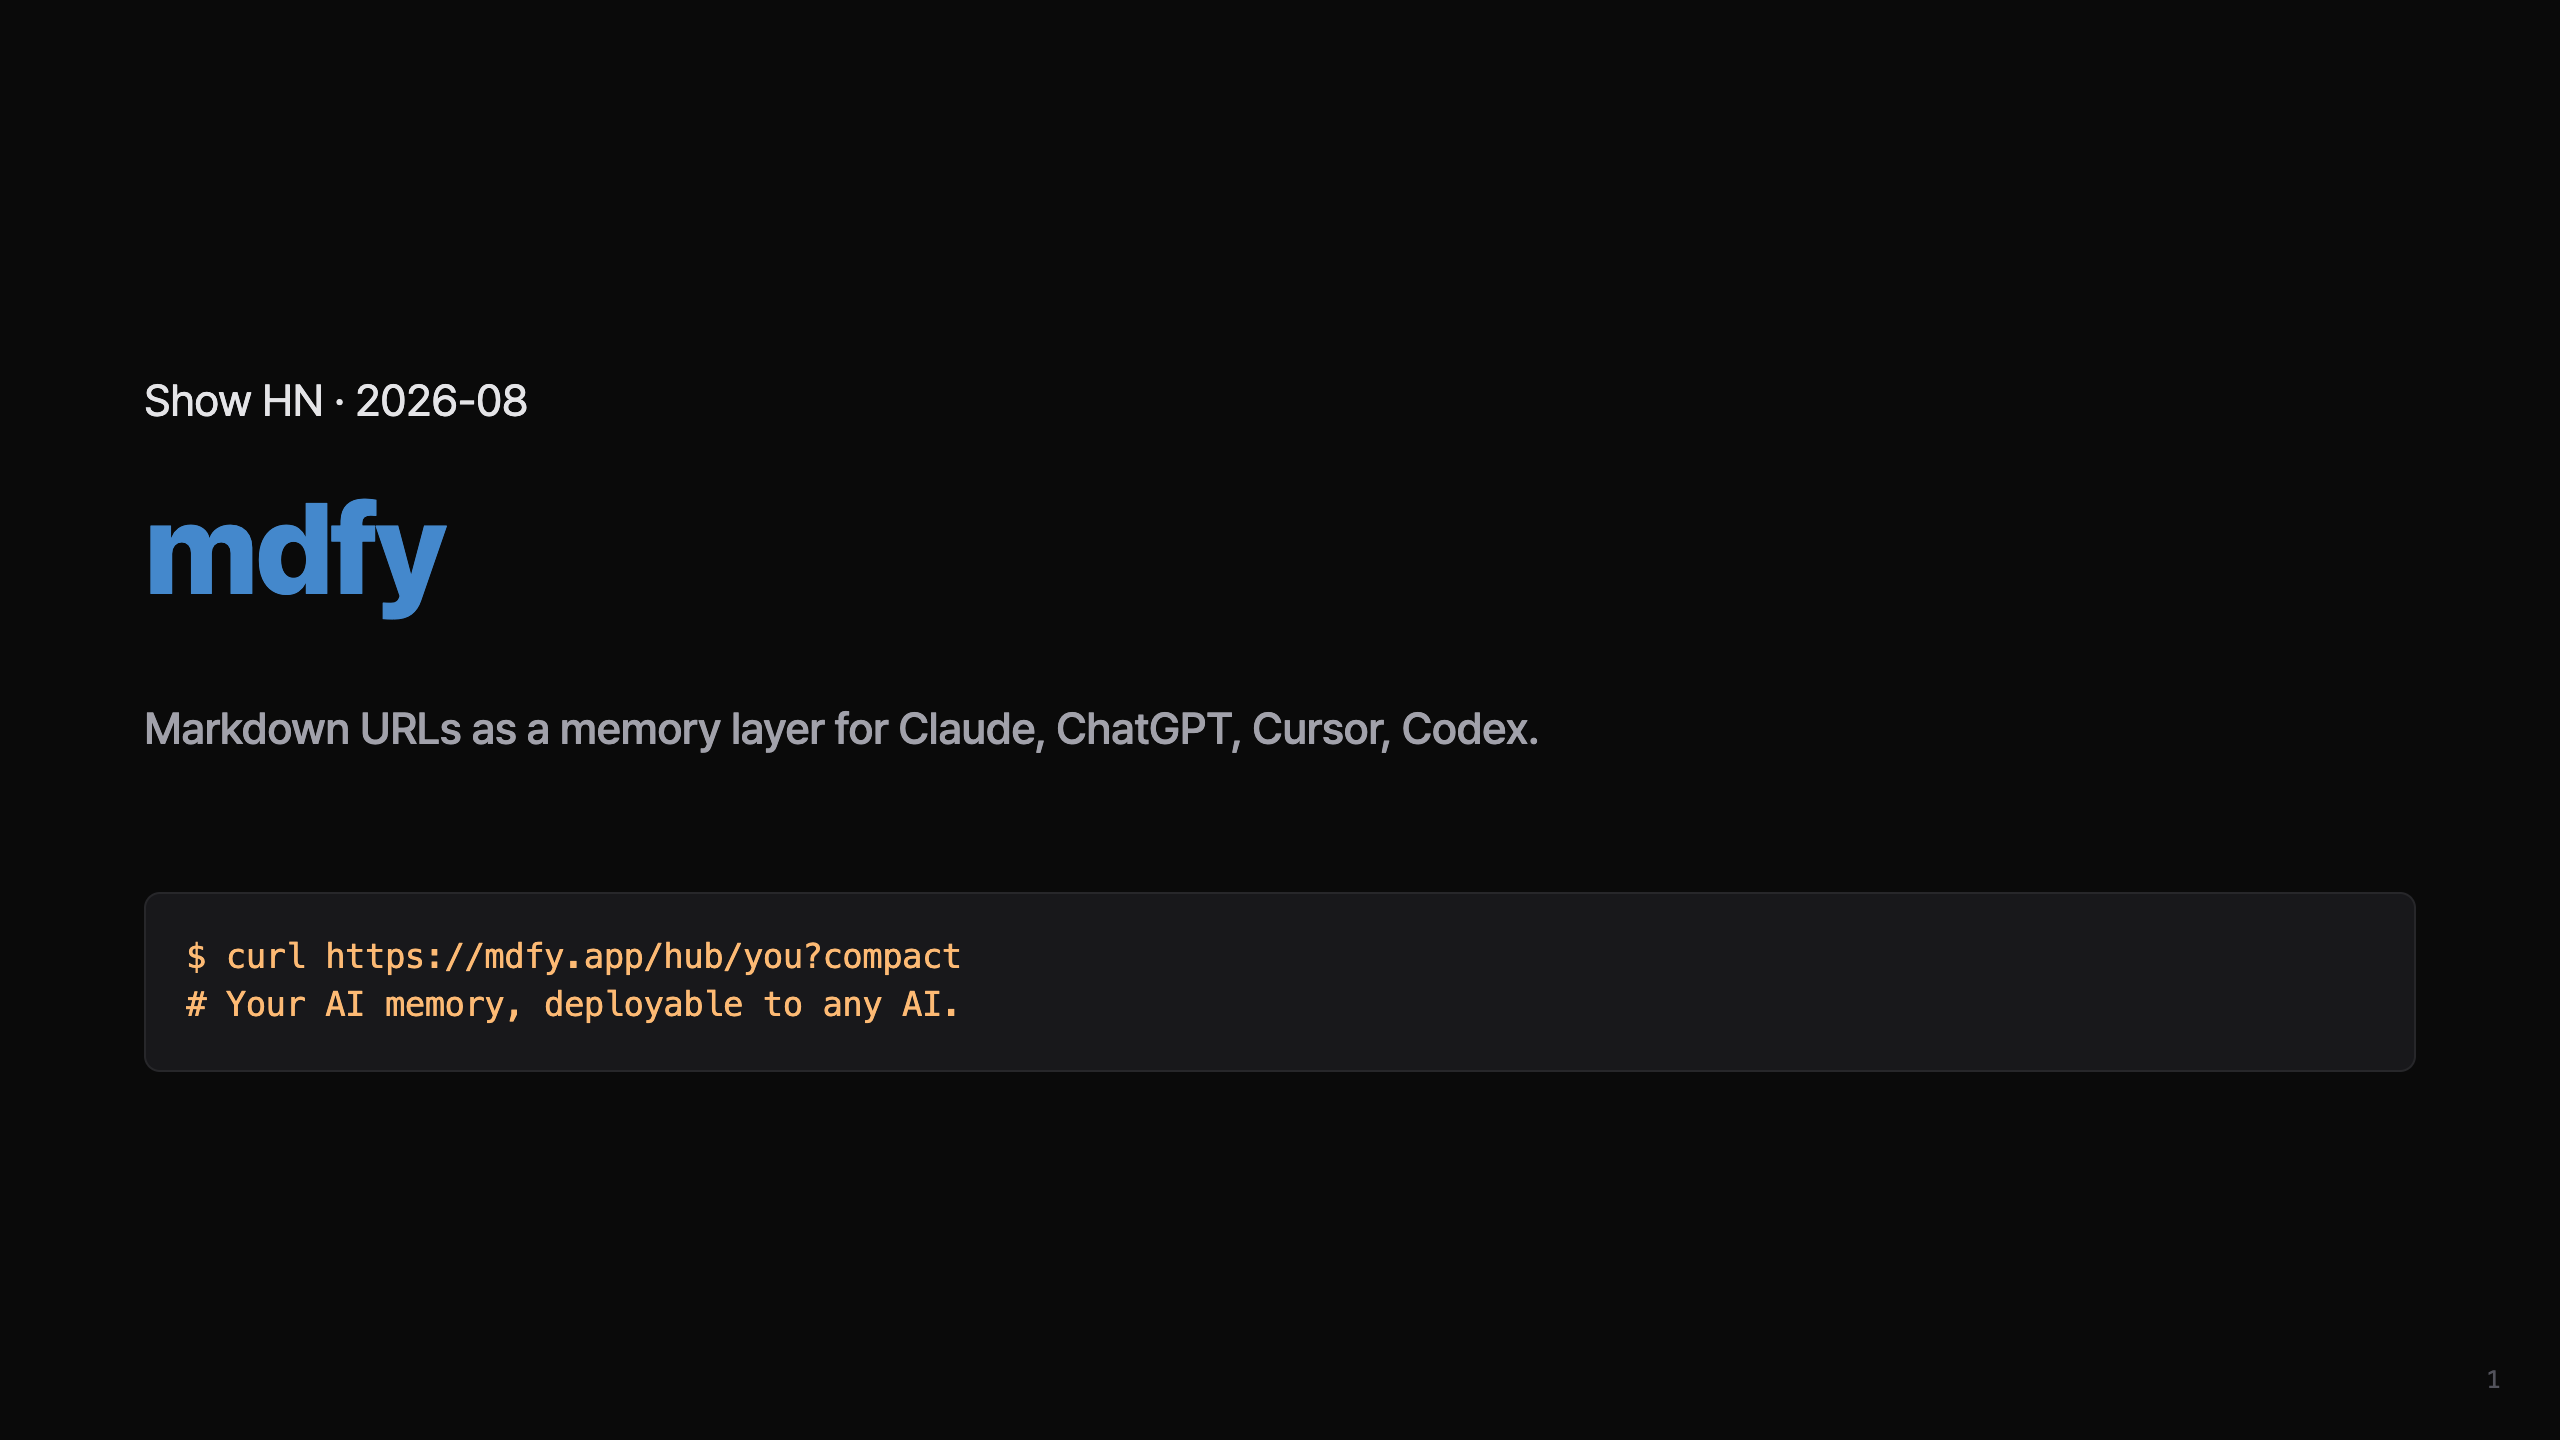 Show HN · 2026-08
mdfy
Markdown URLs as a memory layer for Claude, ChatGPT, Cursor, Codex.
$ curl https://mdfy.app/hub/you?compact
# Your AI memory, deployable to any AI.
1